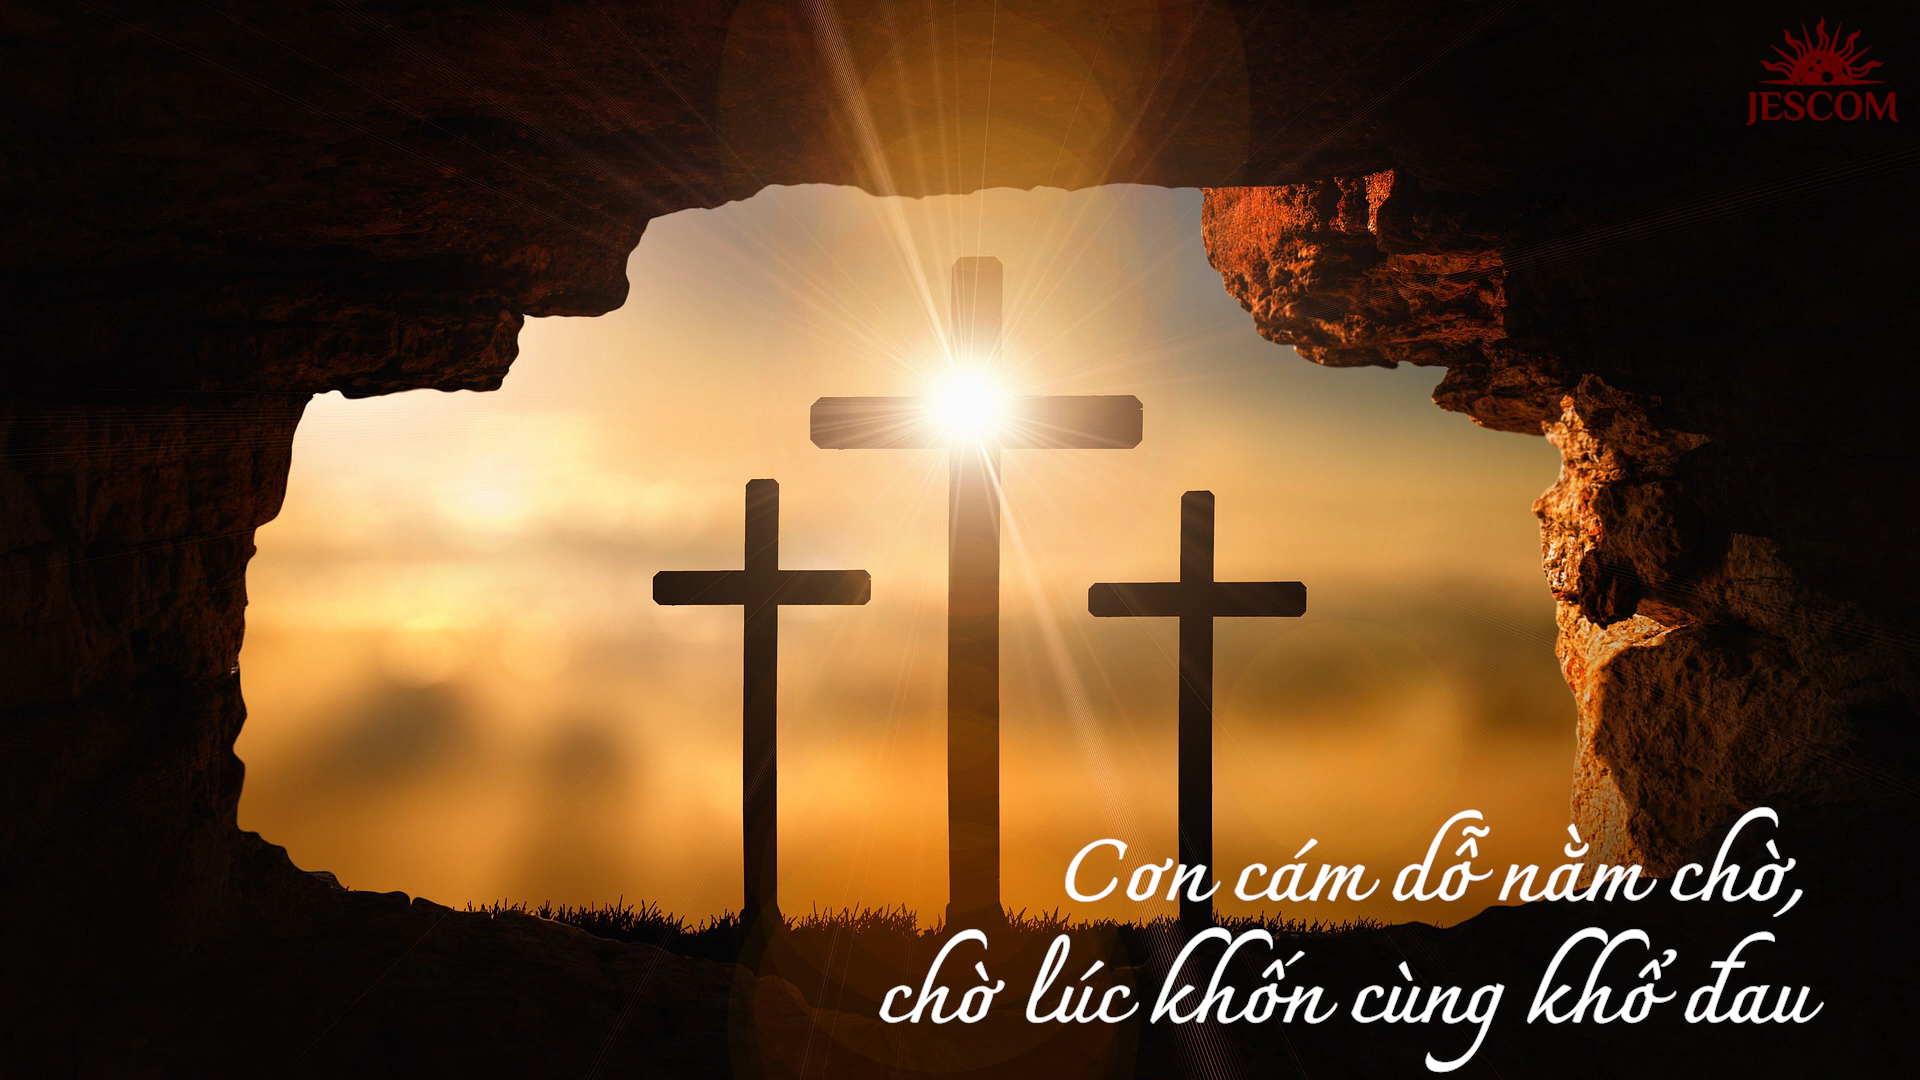 JESCOM
Cơn cám dỗ nằm chờ,
chờ lúc khốn cùng khổ đau